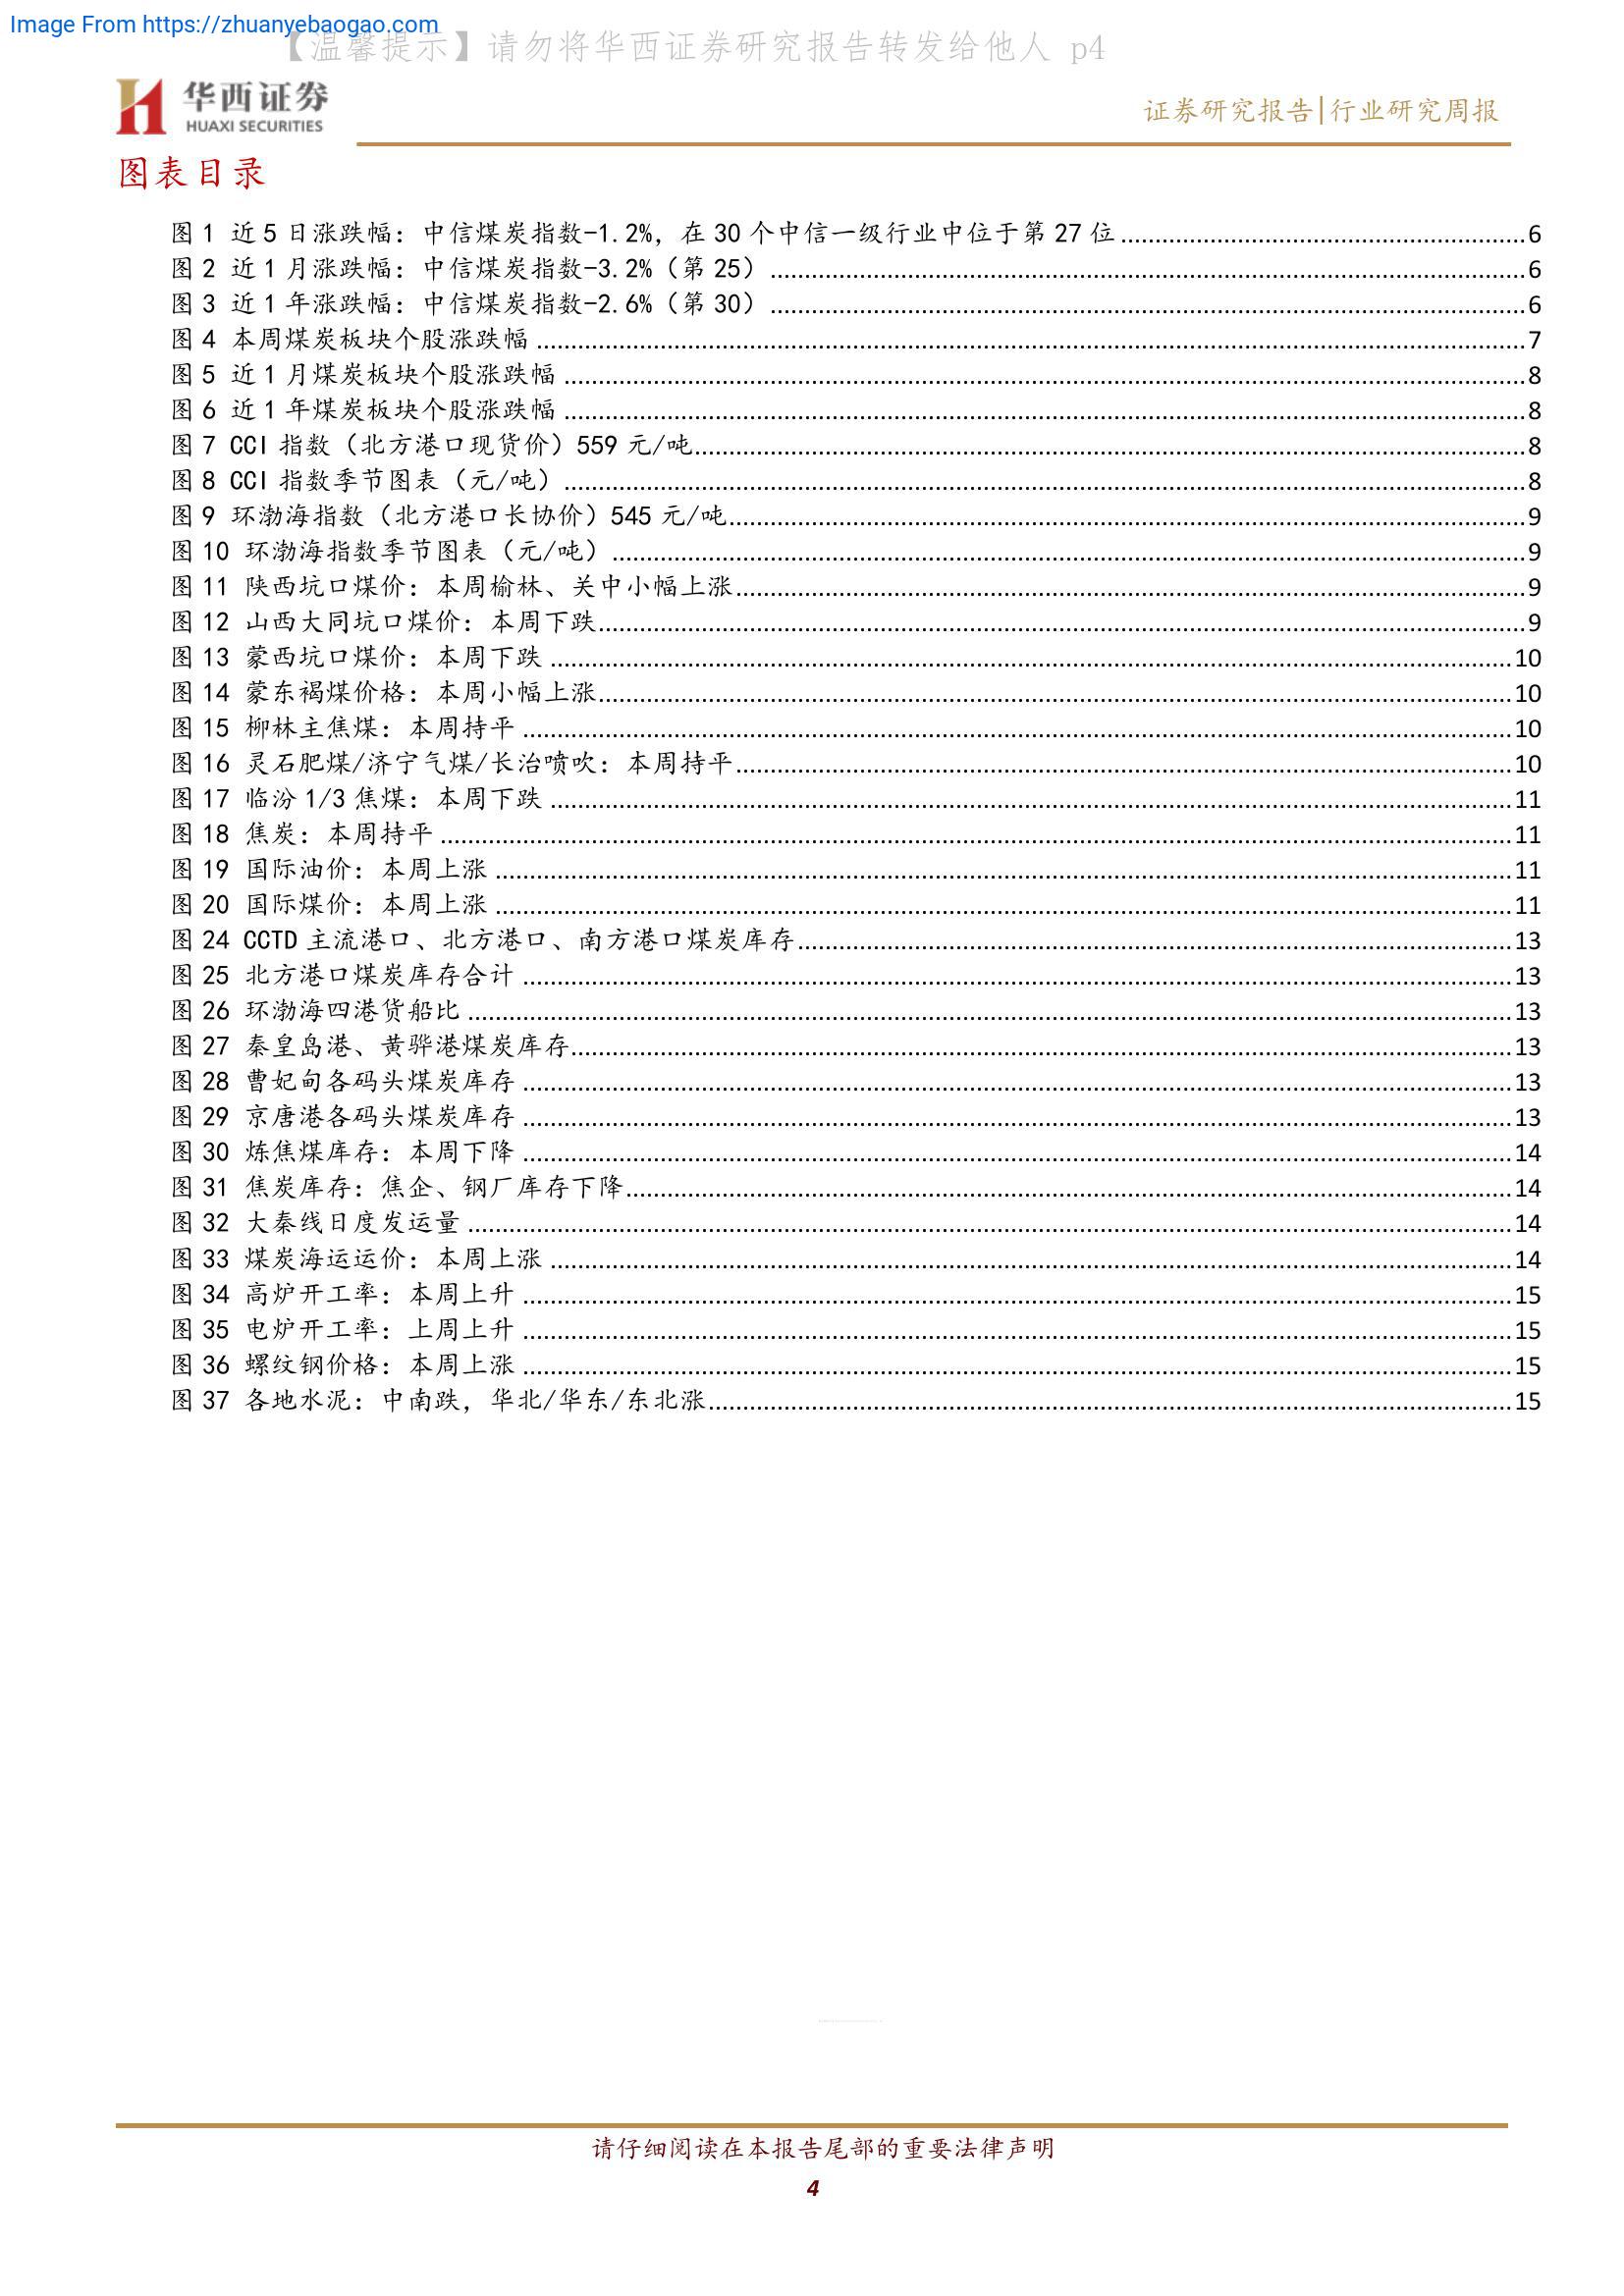 Image From https://zhuanyebaogao.com
【温馨提示】请勿将华西证券研究报告转发给他人 p4
华西证券
HUAXI SECURITIES
证券研究报告|行业研究周报
图表目录
图 1 近 5 日涨跌幅：中信煤炭指数-1.2%，在 30 个中信一级行业中位于第 27 位 6
图 2 近 1 月涨跌幅：中信煤炭指数-3.2%（第 25） 6
图 3 近 1 年涨跌幅：中信煤炭指数-2.6%（第 30） 6
图 4 本周煤炭板块个股涨跌幅 7
图 5 近 1 月煤炭板块个股涨跌幅 8
图 6 近 1 年煤炭板块个股涨跌幅 8
图 7 CCI 指数（北方港口现货价）559 元/吨 8
图 8 CCI 指数季节图表（元/吨） 8
图 9 环渤海指数（北方港口长协价）545 元/吨 9
图 10 环渤海指数季节图表（元/吨） 9
图 11 陕西坑口煤价：本周榆林、关中小幅上涨 9
图 12 山西大同坑口煤价：本周下跌 9
图 13 蒙西坑口煤价：本周下跌 10
图 14 蒙东褐煤价格：本周小幅上涨 10
图 15 柳林主焦煤：本周持平 10
图 16 灵石肥煤/济宁气煤/长治喷吹：本周持平 10
图 17 临汾 1/3 焦煤：本周下跌 11
图 18 焦炭：本周持平 11
图 19 国际油价：本周上涨 11
图 20 国际煤价：本周上涨 11
图 24 CCTD 主流港口、北方港口、南方港口煤炭库存 13
图 25 北方港口煤炭库存合计 13
图 26 环渤海四港货船比 13
图 27 秦皇岛港、黄骅港煤炭库存 13
图 28 曹妃甸各码头煤炭库存 13
图 29 京唐港各码头煤炭库存 13
图 30 炼焦煤库存：本周下降 14
图 31 焦炭库存：焦企、钢厂库存下降 14
图 32 大秦线日度发运量 14
图 33 煤炭海运运价：本周上涨 14
图 34 高炉开工率：本周上升 15
图 35 电炉开工率：上周上升 15
图 36 螺纹钢价格：本周上涨 15
图 37 各地水泥：中南跌，华北/华东/东北涨 15
请仔细阅读在本报告尾部的重要法律声明
4